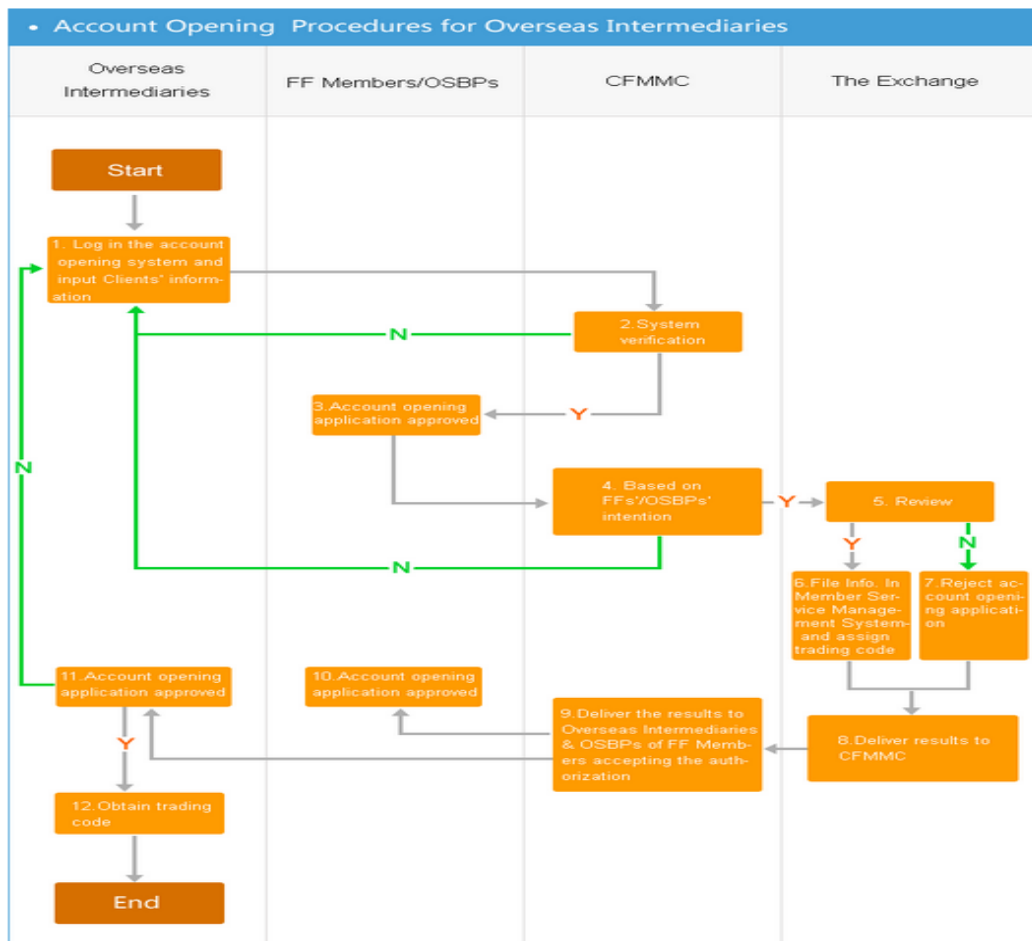 • Account Opening Procedures for Overseas Intermediaries
Overseas
Intermediaries
FF Members/OSBPs
CFMMC
The Exchange
Start
1. Log in the account
opening system and
input Clients' inform-
ation
N
2.System
verification
3.Account opening
application approved
Y
N
4. Based on
FFs'/OSBPs'
intention
Y
5. Review
Y
N
N
6.File Info. In
Member Ser-
vice Manage-
ment System-
and assign
trading code
7.Reject ac-
count openi-
ng applicati-
on
11.Account opening
application approved
10.Account opening
application approved
9.Deliver the results to
Overseas Intermediaries
& OSBPs of FF Mem-
bers accepting the auth-
orization
8.Deliver results to
CFMMC
Y
12.Obtain trading
code
End